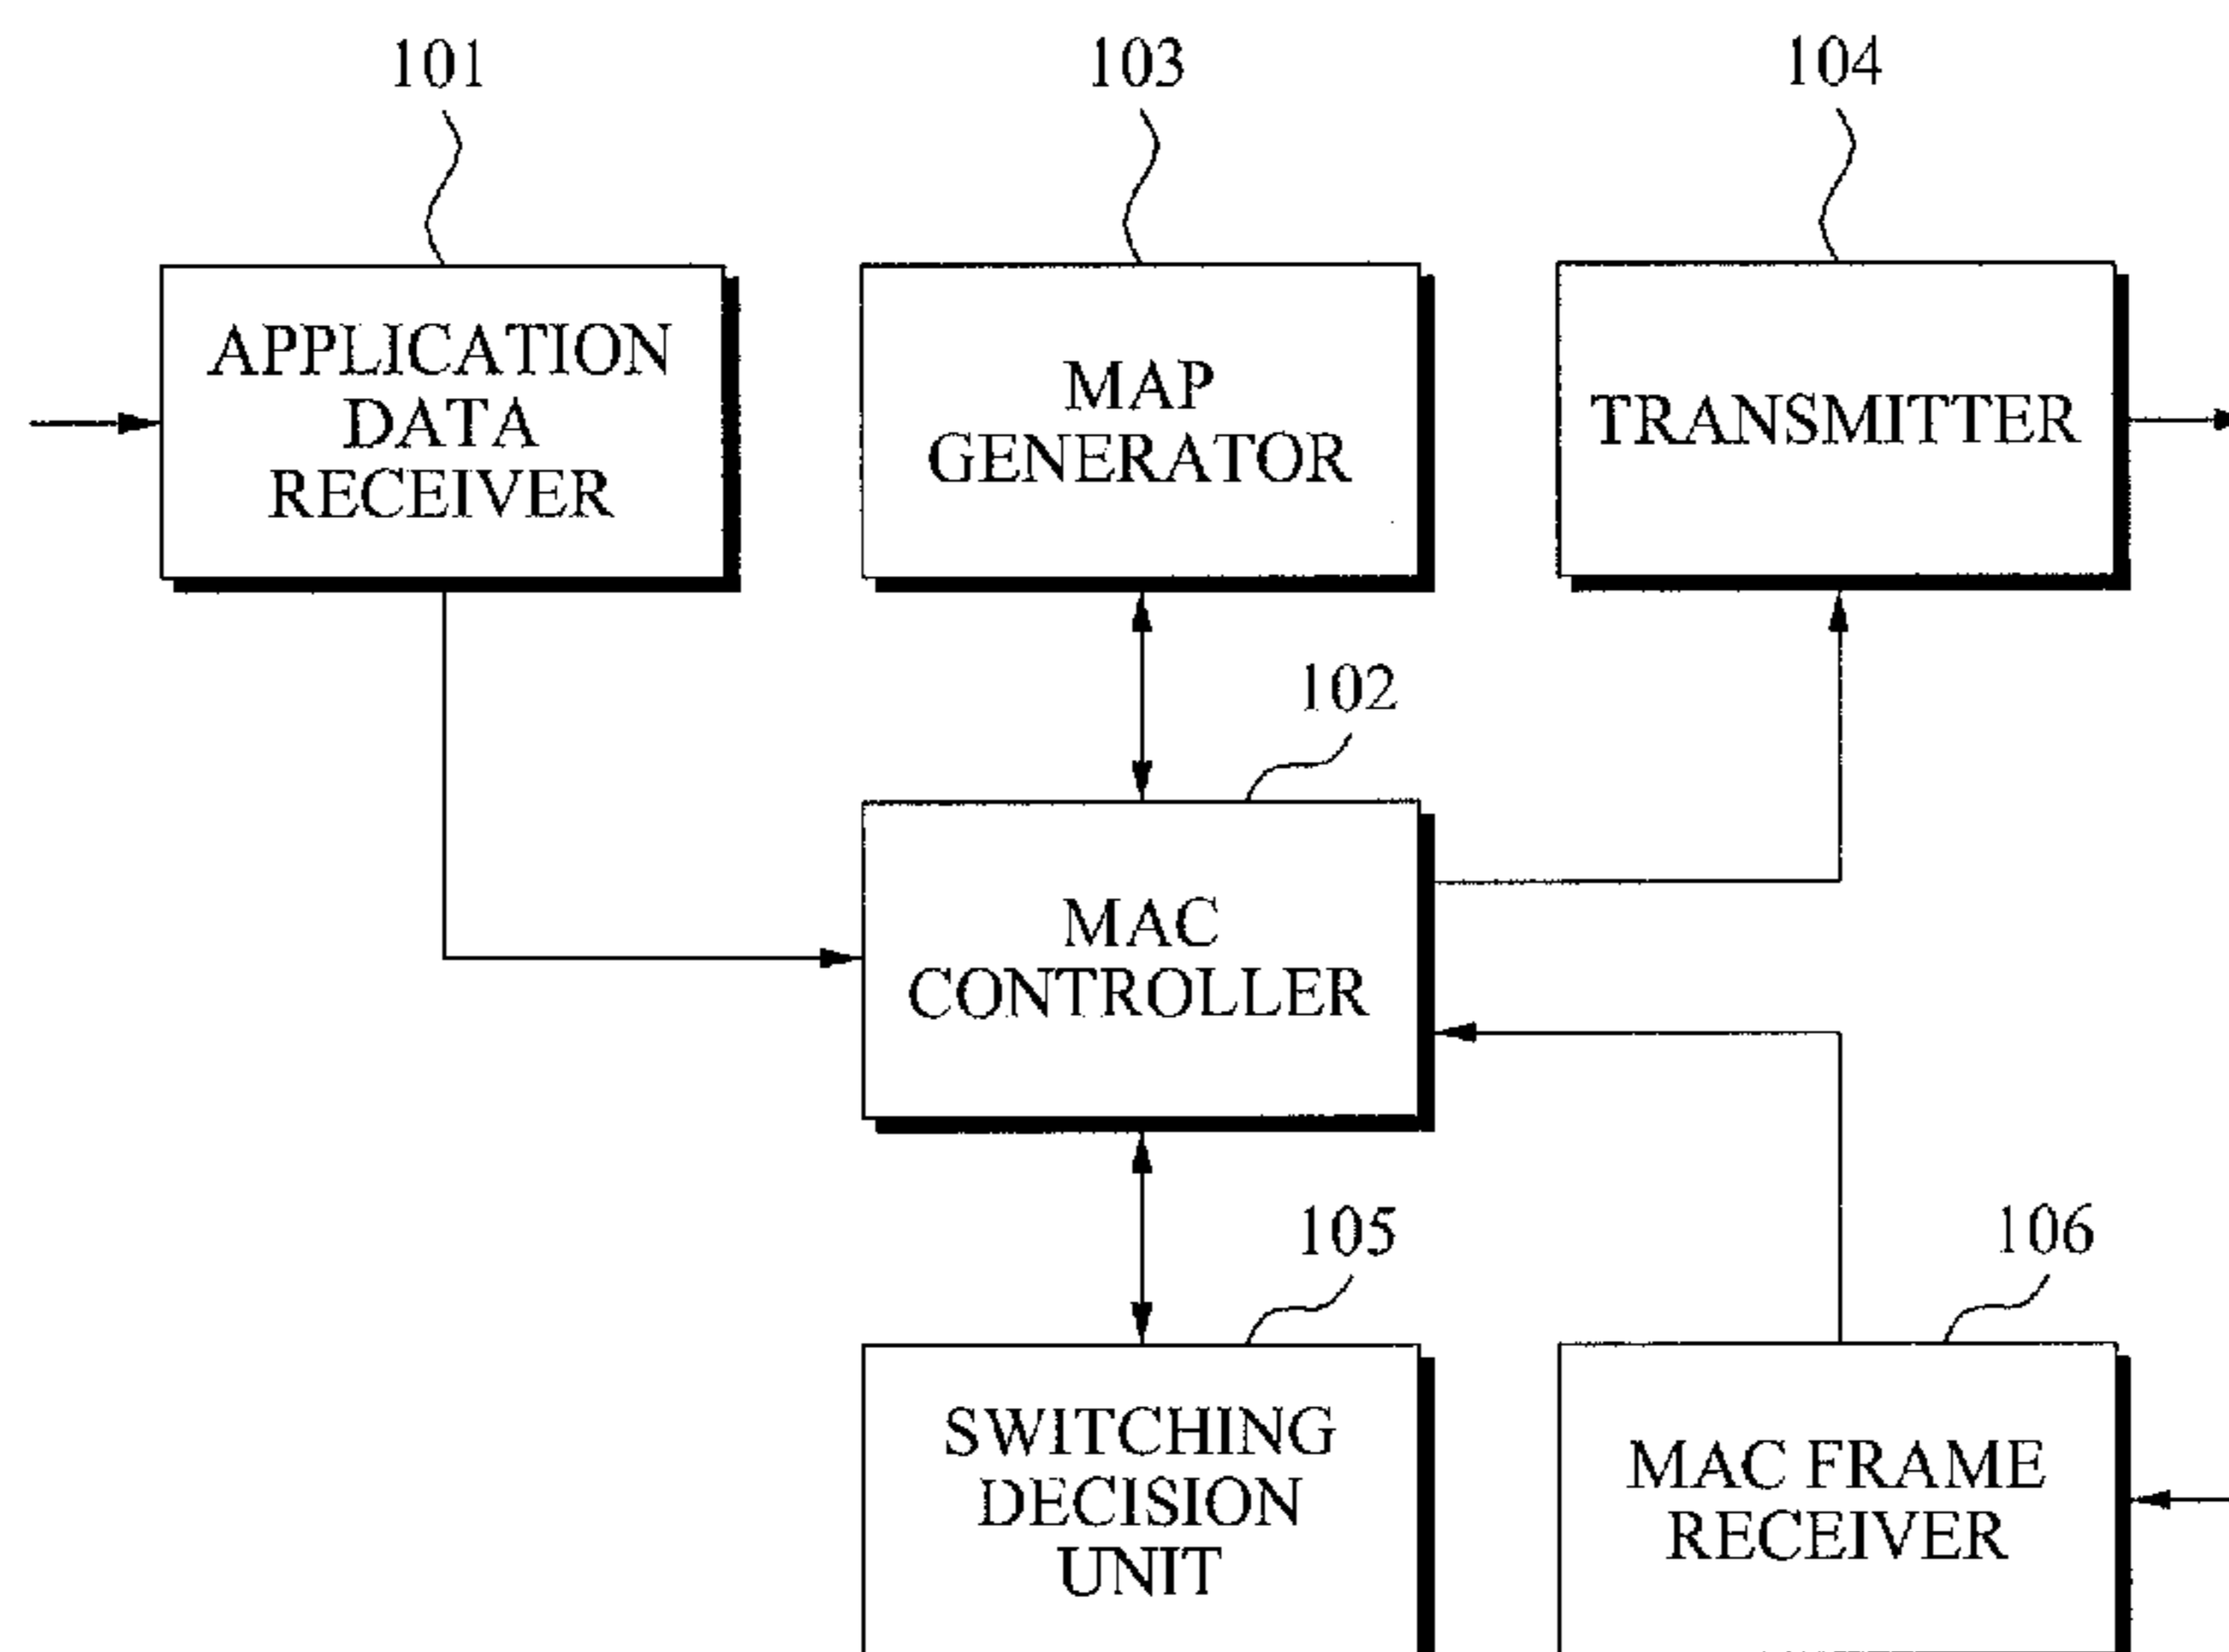 101
103
104
APPLICATION
DATA
RECEIVER
MAP
GENERATOR
TRANSMITTER
102
MAC
CONTROLLER
105
106
SWITCHING
DECISION
UNIT
MAC FRAME
RECEIVER